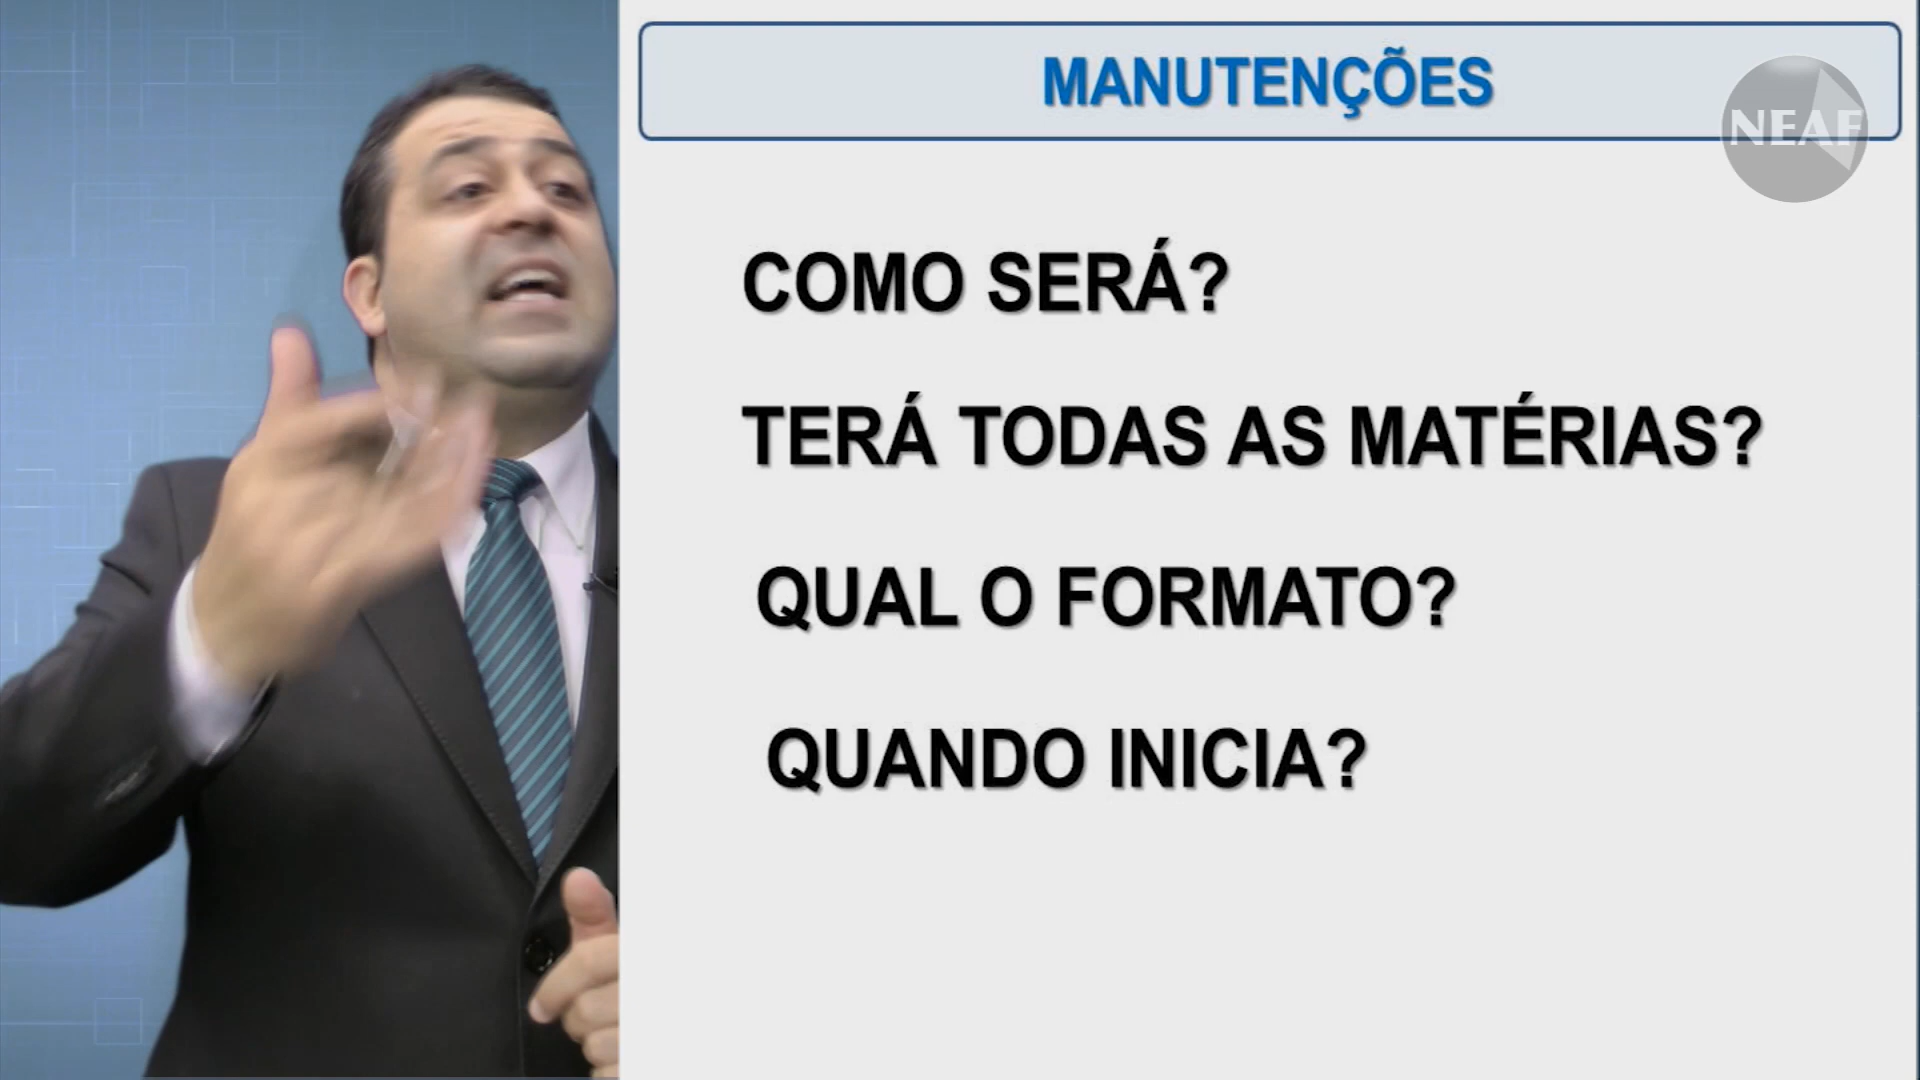 MANUTENÇÕES
NEAF
COMO SERÁ?
TERÁ TODAS AS MATÉRIAS?
QUAL O FORMATO?
QUANDO INICIA?